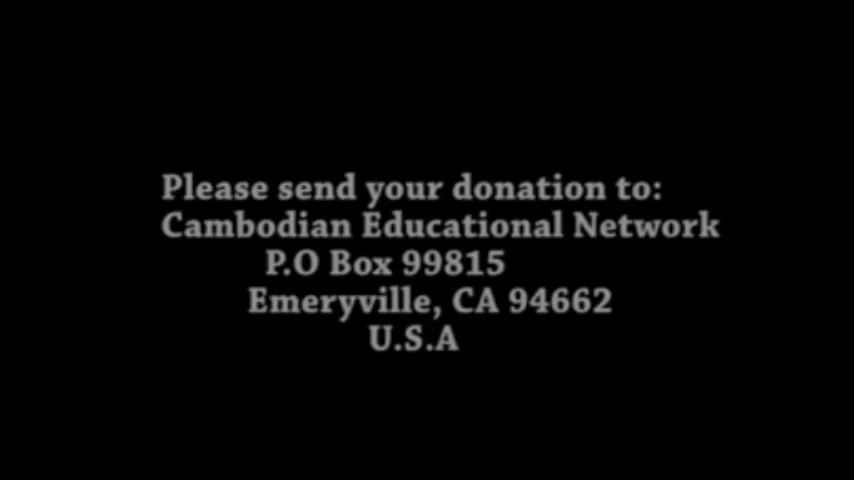 Please send your donation to:
Cambodian Educational Network
P.O Box 99815
Emeryville, CA 94662
U.S.A